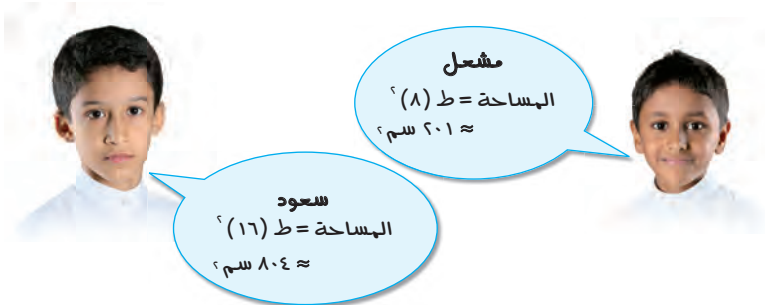 مشعل
المساحة = ط (٨)٢
≈ ٢٠١ سم٢
سعود
المساحة = ط (١٦)٢
≈ ٨٠٤ سم٢